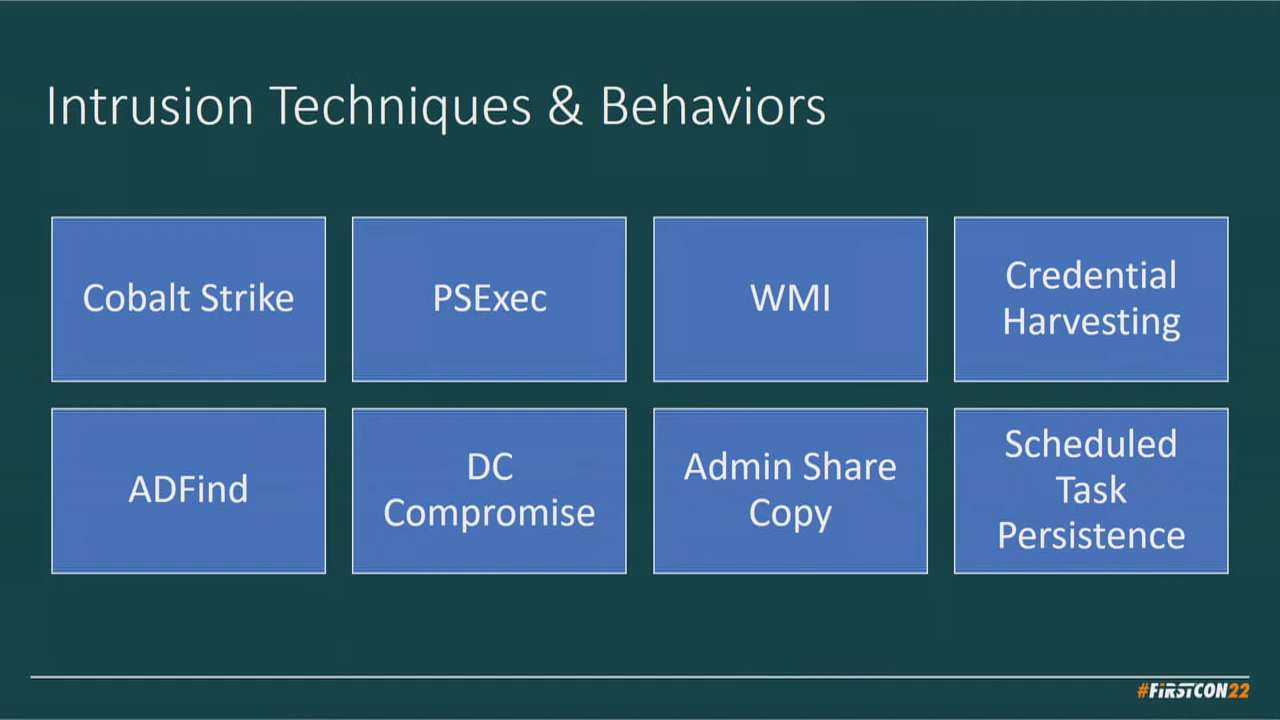 Intrusion Techniques & Behaviors
Cobalt Strike
PSExec
WMI
Credential
Harvesting
ADFind
DC
Compromise
Admin Share
Copy
Scheduled
Task
Persistence
#FiRSTCON22